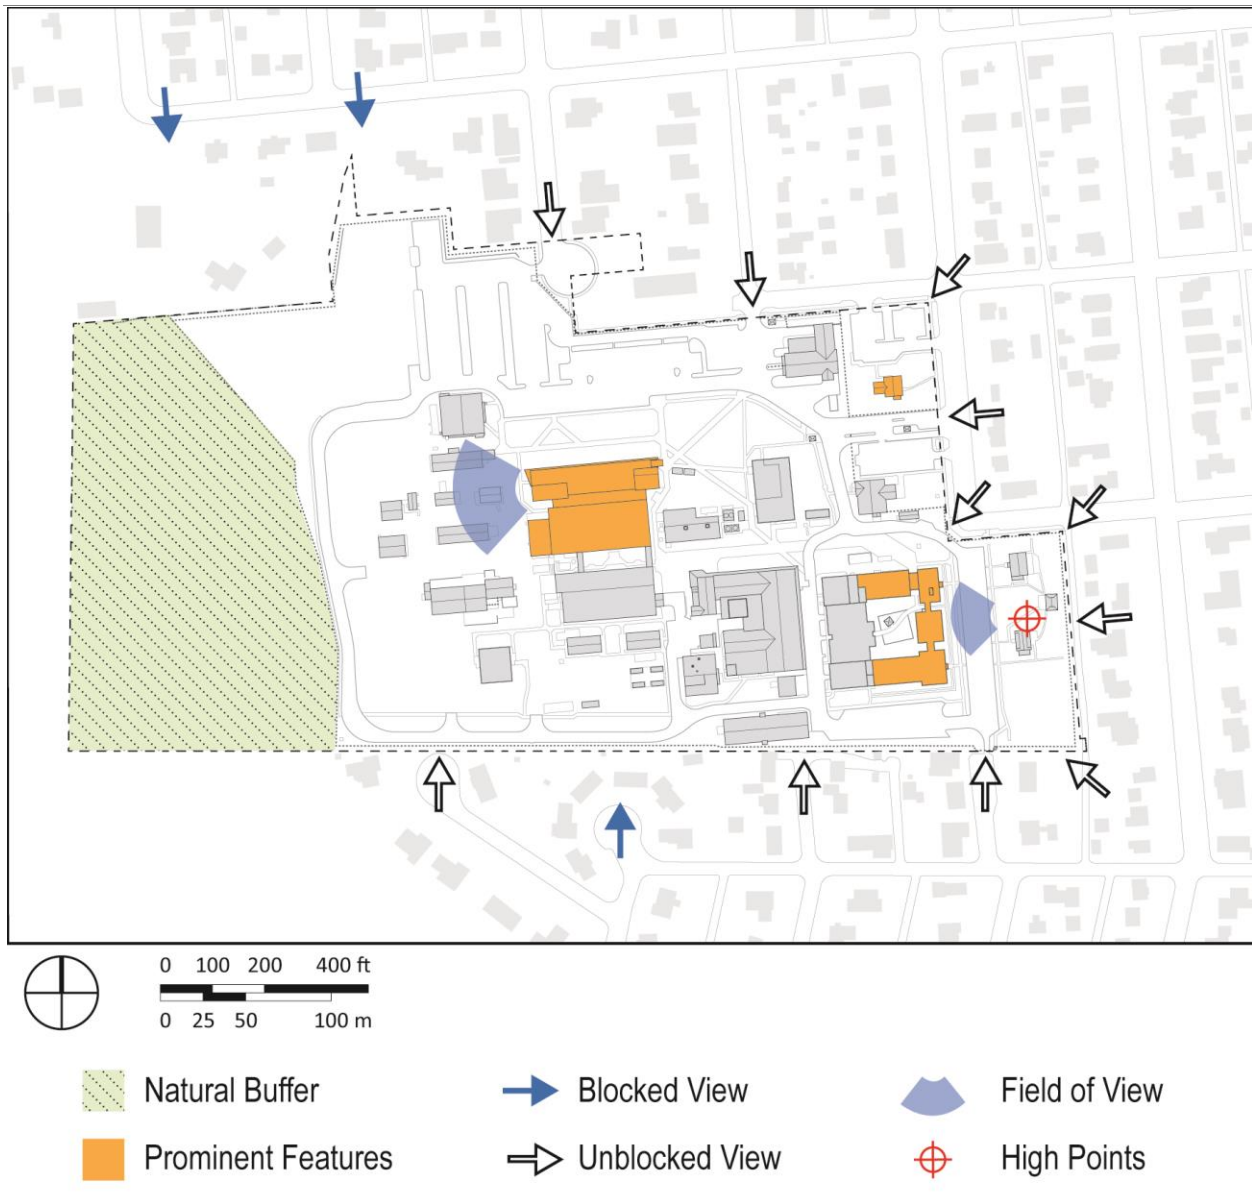 0 100 200 400 ft
0 25 50 100 m
Natural Buffer Blocked View Field of View
Prominent Features Unblocked View High Points